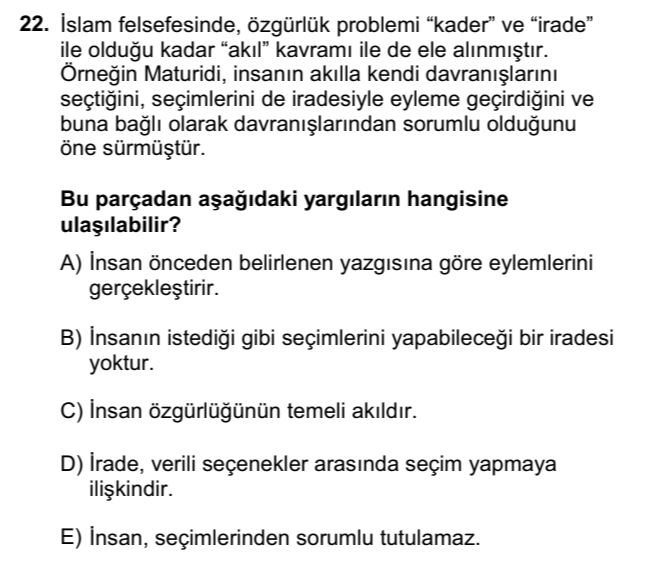 22. İslam felsefesinde, özgürlük problemi “kader” ve “irade”
ile olduğu kadar “akıl” kavramı ile de ele alınmıştır.
Örneğin Maturidi, insanın akılla kendi davranışlarını
seçtiğini, seçimlerini de iradesiyle eyleme geçirdiğini ve
buna bağlı olarak davranışlarından sorumlu olduğunu
öne sürmüştür.
Bu parçadan aşağıdaki yargıların hangisine
ulaşılabilir?
A) İnsan önceden belirlenen yazgısına göre eylemlerini
gerçekleştirir.
B) İnsanın istediği gibi seçimlerini yapabileceği bir iradesi
yoktur.
C) İnsan özgürlüğünün temeli akıldır.
D) İrade, verili seçenekler arasında seçim yapmaya
ilişkindir.
E) İnsan, seçimlerinden sorumlu tutulamaz.